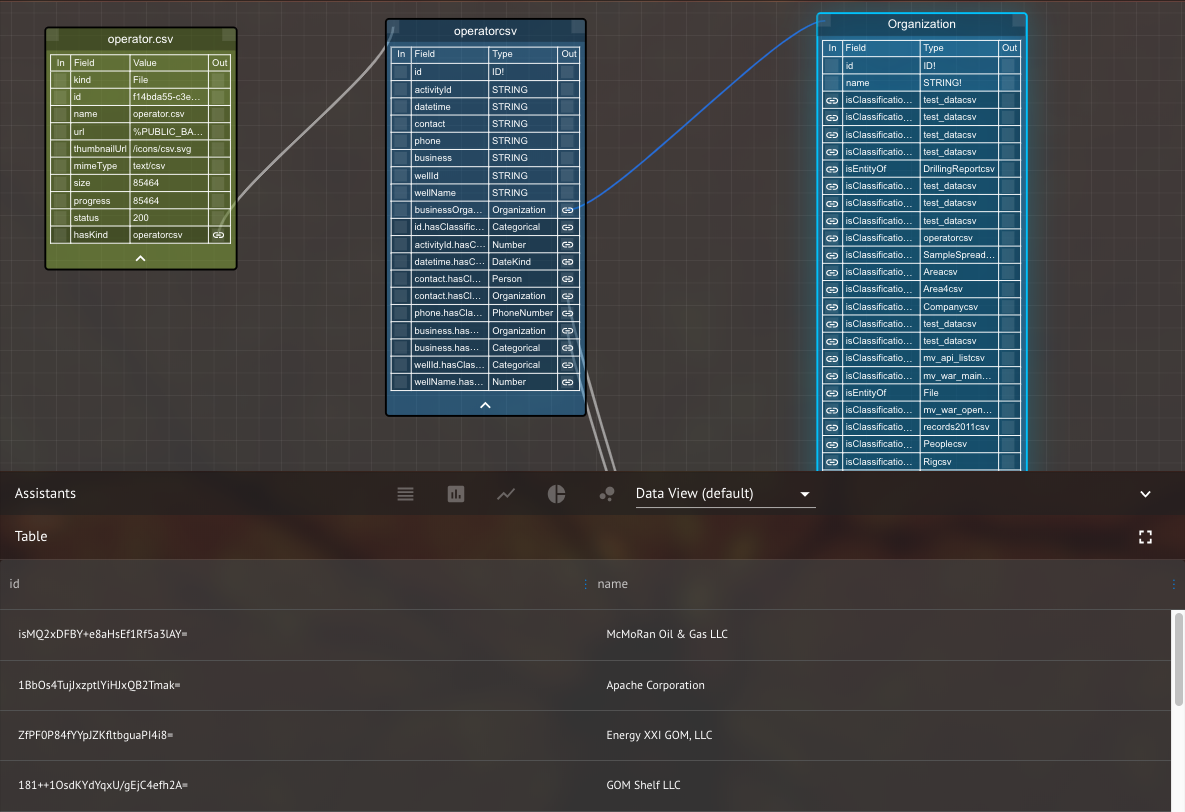 operator.csv
In Field Value Out
kind File
id f14bda55-c3e...
name operator.csv
url %PUBLIC_BA...
thumbnailUrl /icons/csv.svg
mimeType text/csv
size 85464
progress 85464
status 200
hasKind operatorcsv
operatorcsv
In Field Type Out
id ID!
activityId STRING
datetime STRING
contact STRING
phone STRING
business STRING
wellId STRING
wellName STRING
businessOrga... Organization
id.hasClassific... Categorical
activityId.hasC... Number
datetime.hasC... DateKind
contact.hasCl... Person
contact.hasCl... Organization
phone.hasCla... PhoneNumber
business.has... Organization
business.has... Categorical
wellId.hasClas... Categorical
wellName.has... Number
Organization
In Field Type Out
id ID!
name STRING!
isClassificatio... test_datacsv
isClassificatio... test_datacsv
isClassificatio... test_datacsv
isClassificatio... test_datacsv
isEntityOf DrillingReportcsv
isClassificatio... test_datacsv
isClassificatio... test_datacsv
isClassificatio... test_datacsv
isClassificatio... operatorcsv
isClassificatio... SampleSpread...
isClassificatio... Areacsv
isClassificatio... Area4csv
isClassificatio... Companycsv
isClassificatio... test_datacsv
isClassificatio... test_datacsv
isClassificatio... mv_api_listcsv
isClassificatio... mv_war_main...
isEntityOf File
isClassificatio... mv_war_open...
isClassificatio... records2011csv
isClassificatio... Peoplecsv
isClassificatio... Rigcsv
Assistants Data View (default)
Table
id name
isMQ2xDFBY+e8aHsEf1Rf5a3lAY= McMoRan Oil & Gas LLC
1BbOs4TujJxzptlYiHJxQB2Tmak= Apache Corporation
ZfPF0P84fYYpJZKfltbguaPI4i8= Energy XXI GOM, LLC
181++1OsdKYdYqxU/gEjC4efh2A= GOM Shelf LLC